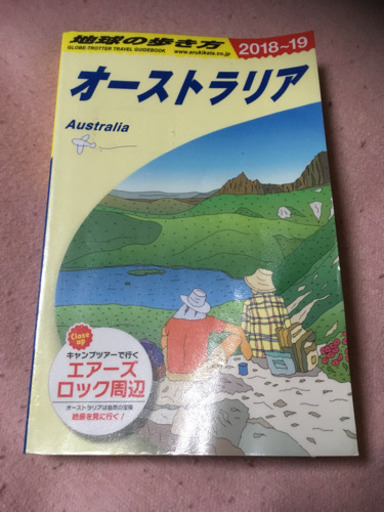 地球の歩き方 2018~19
GLOBE-TROTTER TRAVEL GUIDEBOOK www.arukikata.co.jp
オーストラリア
Australia
Close up
キャンプツアーで行く
エアーズ
ロック周辺
オーストラリアは自然の宝庫
絶景を見に行く!